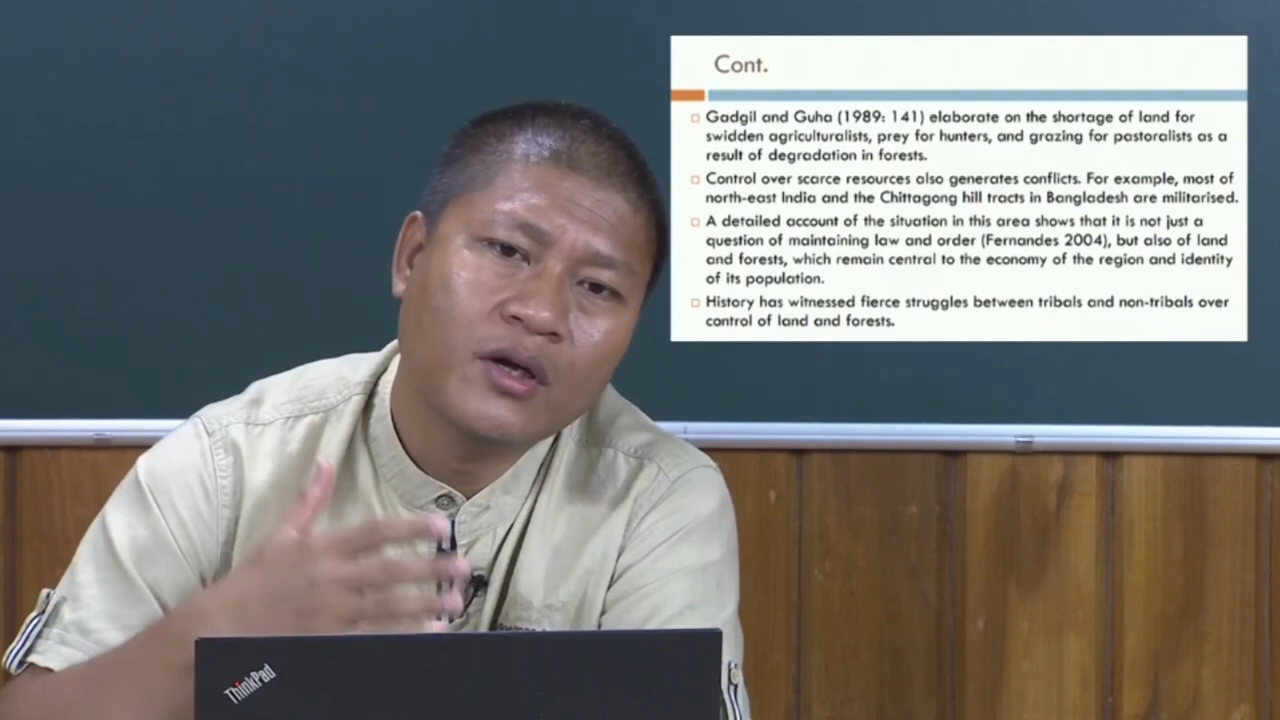 Cont.
Gadgil and Guha (1989: 141) elaborate on the shortage of land for
swidden agriculturalists, prey for hunters, and grazing for pastoralists as a
result of degradation in forests.
Control over scarce resources also generates conflicts. For example, most of
north-east India and the Chittagong hill tracts in Bangladesh are militarised.
A detailed account of the situation in this area shows that it is not just a
question of maintaining law and order (Fernandes 2004), but also of land
and forests, which remain central to the economy of the region and identity
of its population.
History has witnessed fierce struggles between tribals and non-tribals over
control of land and forests.
ThinkPad